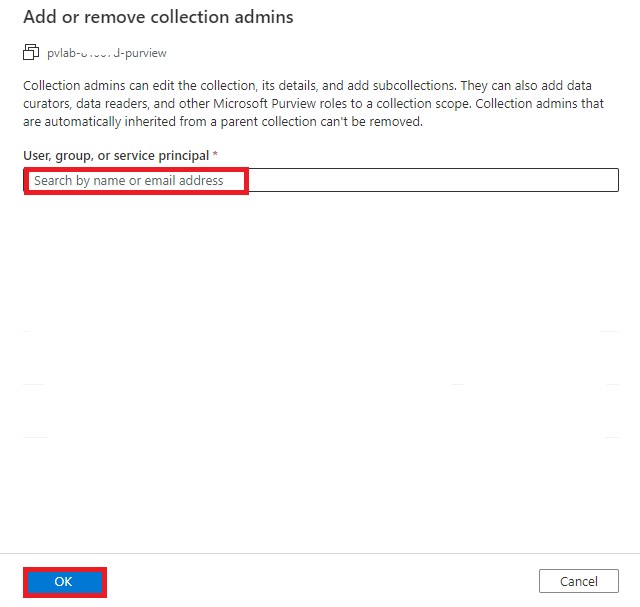 Add or remove collection admins
Collection admins can edit the collection, its details, and add subcollections. They can also add data
curators, data readers, and other Microsoft Purview roles to a collection scope. Collection admins that
are automatically inherited from a parent collection can't be removed.
User, group, or service principal *
Search by name or email address
OK
Cancel